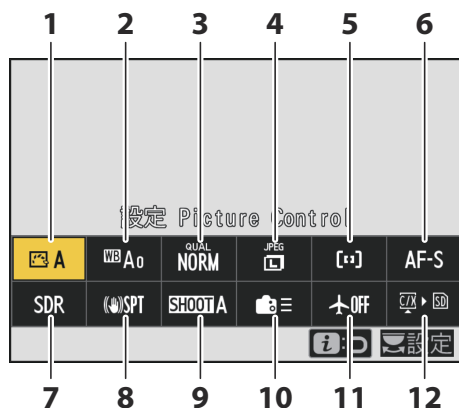 1 2 3 4 5 6
設定 Picture Control
A WB A0 QUAL NORM JPEG L AF-S
SDR SPT SHOOT A OFF C/X SD
i 設定
7 8 9 10 11 12